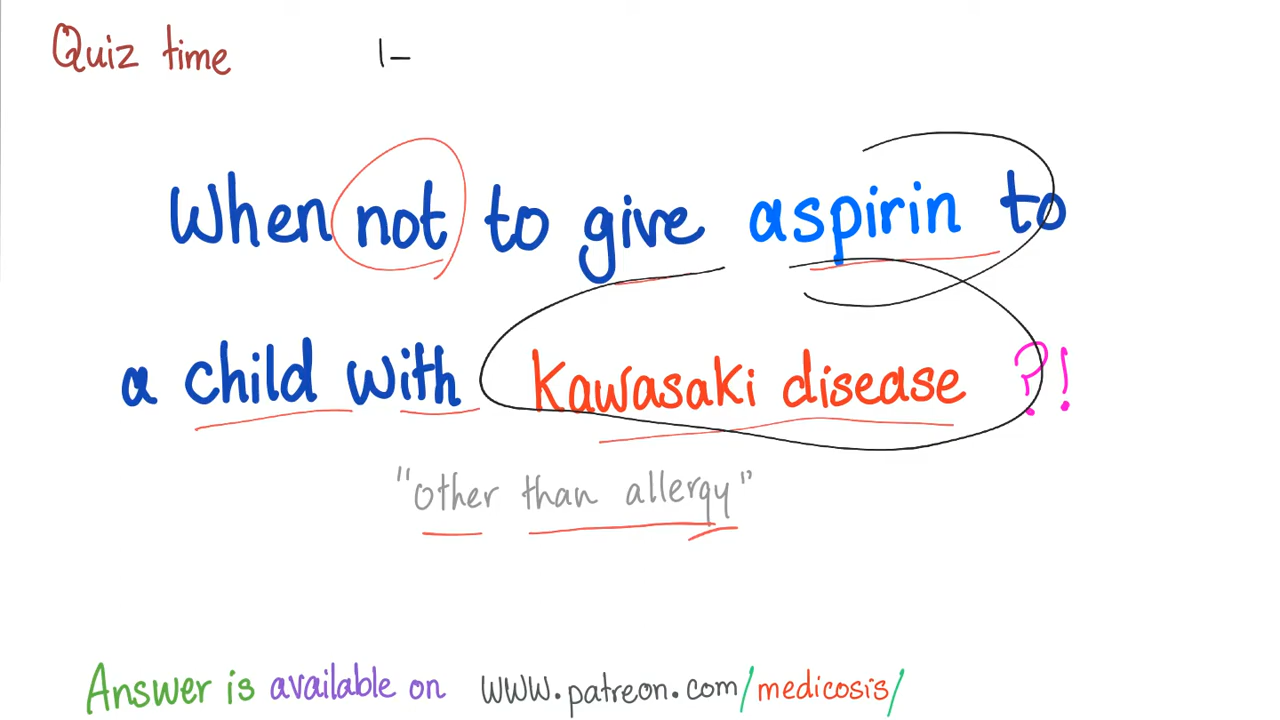 Quiz time
1-
When not to give aspirin to
a child with kawasaki disease ?!
"other than allergy"
Answer is available on www.patreon.com/medicosis/